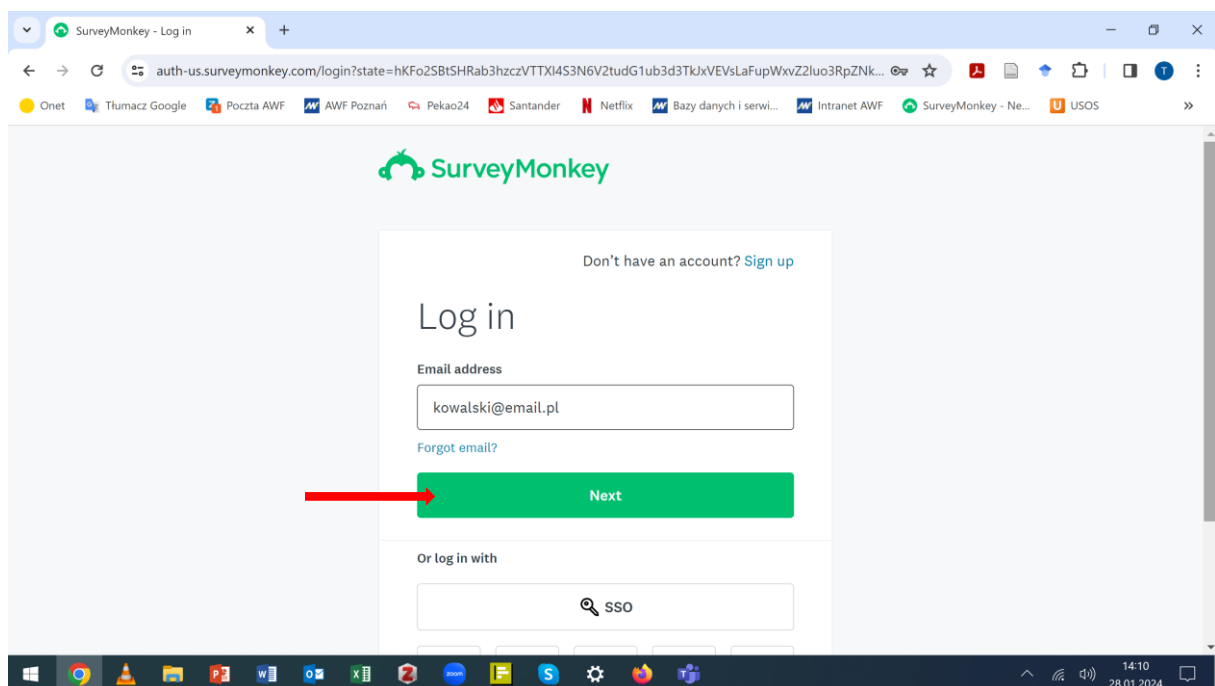 SurveyMonkey - Log in
auth-us.surveymonkey.com/login?state=hKFo2SBtSHRab3hzczVTTXI4S3N6V2tudG1ub3d3TkJxVEVsLaFupWxvZ2luo3RpZNk...
T
Onet Tłumacz Google Poczta AWF AWF Poznań Pekao24 Santander Netflix Bazy danych i serwi... Intranet AWF SurveyMonkey - Ne... USOS
SurveyMonkey
Don't have an account? Sign up
Log in
Email address
kowalski@email.pl
Forgot email?
Next
Or log in with
SSO
14:10
28.01.2024